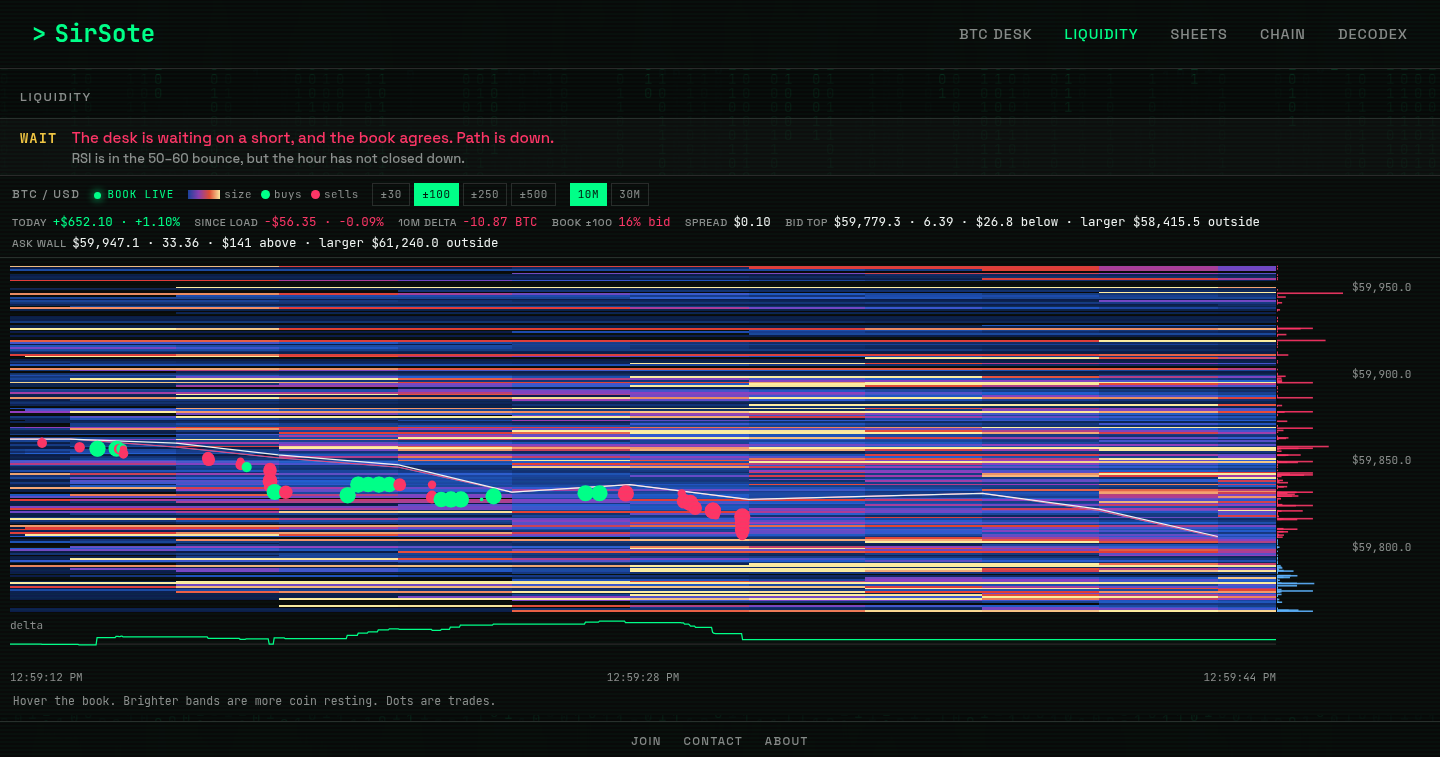 > SirSote
BTC DESK LIQUIDITY SHEETS CHAIN DECODEX
LIQUIDITY
WAIT The desk is waiting on a short, and the book agrees. Path is down.
RSI is in the 50–60 bounce, but the hour has not closed down.
BTC / USD BOOK LIVE size buys sells ±30 ±100 ±250 ±500 10M 30M
TODAY +$652.10 · +1.10% SINCE LOAD -$56.35 · -0.09% 10M DELTA -10.87 BTC BOOK ±100 16% bid SPREAD $0.10 BID TOP $59,779.3 · 6.39 · $26.8 below · larger $58,415.5 outside
ASK WALL $59,947.1 · 33.36 · $141 above · larger $61,240.0 outside
$59,950.0
$59,900.0
$59,850.0
$59,800.0
delta
12:59:12 PM 12:59:28 PM 12:59:44 PM
Hover the book. Brighter bands are more coin resting. Dots are trades.
JOIN CONTACT ABOUT